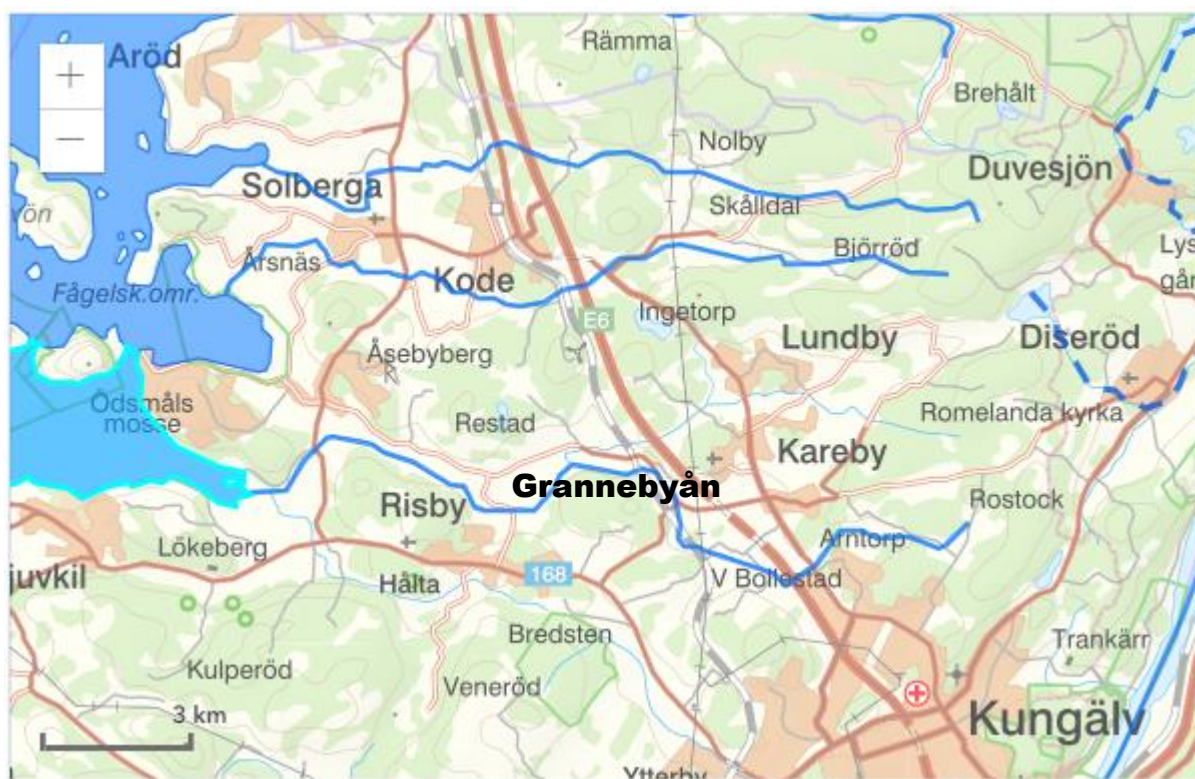 Aröd
+
Rämma
Brehålt
−
Nolby
Duvesjön
Solberga
Skålldal
Årsnäs
Björröd
Lys
går
Kode
Fågelsk.omr.
E6
Ingetorp
Lundby
Diseröd
Åsebyberg
Ödsmåls
mosse
Restad
Romelanda kyrka
Kareby
Grannebyån
Risby
Rostock
Lökeberg
Arntorp
juvkil
Hålta
168
V Bollestad
Bredsten
Trankärr
Kulperöd
Veneröd
3 km
Kungälv
Ytterby